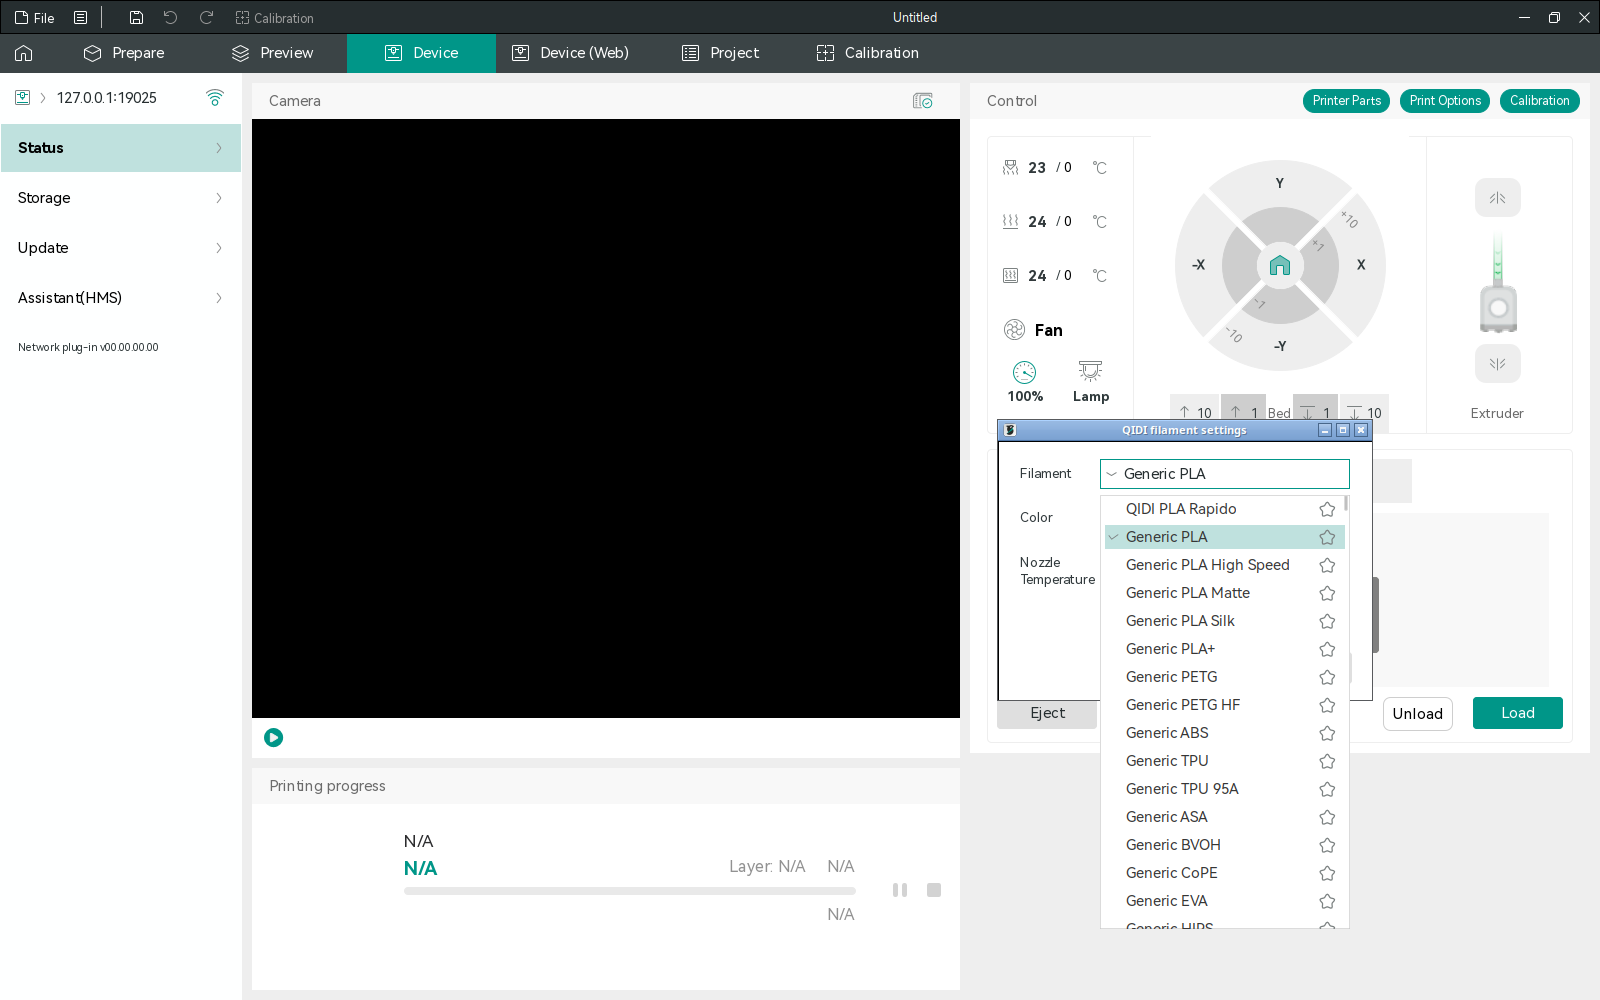 File
Calibration
Untitled
Prepare
Preview
Device
Device (Web)
Project
Calibration
127.0.0.1:19025
Status
Storage
Update
Assistant(HMS)
Network plug-in v00.00.00.00
Camera
Printing progress
N/A
N/A
Layer: N/A
N/A
N/A
Control
Printer Parts
Print Options
Calibration
23 / 0 ℃
24 / 0 ℃
24 / 0 ℃
Fan
100%
Lamp
Y
+10
+1
-X
X
-1
-10
-Y
10
1
Bed
1
10
Extruder
QIDI filament settings
Filament
Generic PLA
Color
Nozzle
Temperature
QIDI PLA Rapido
Generic PLA
Generic PLA High Speed
Generic PLA Matte
Generic PLA Silk
Generic PLA+
Generic PETG
Generic PETG HF
Generic ABS
Generic TPU
Generic TPU 95A
Generic ASA
Generic BVOH
Generic CoPE
Generic EVA
Generic HIPS
Eject
Unload
Load